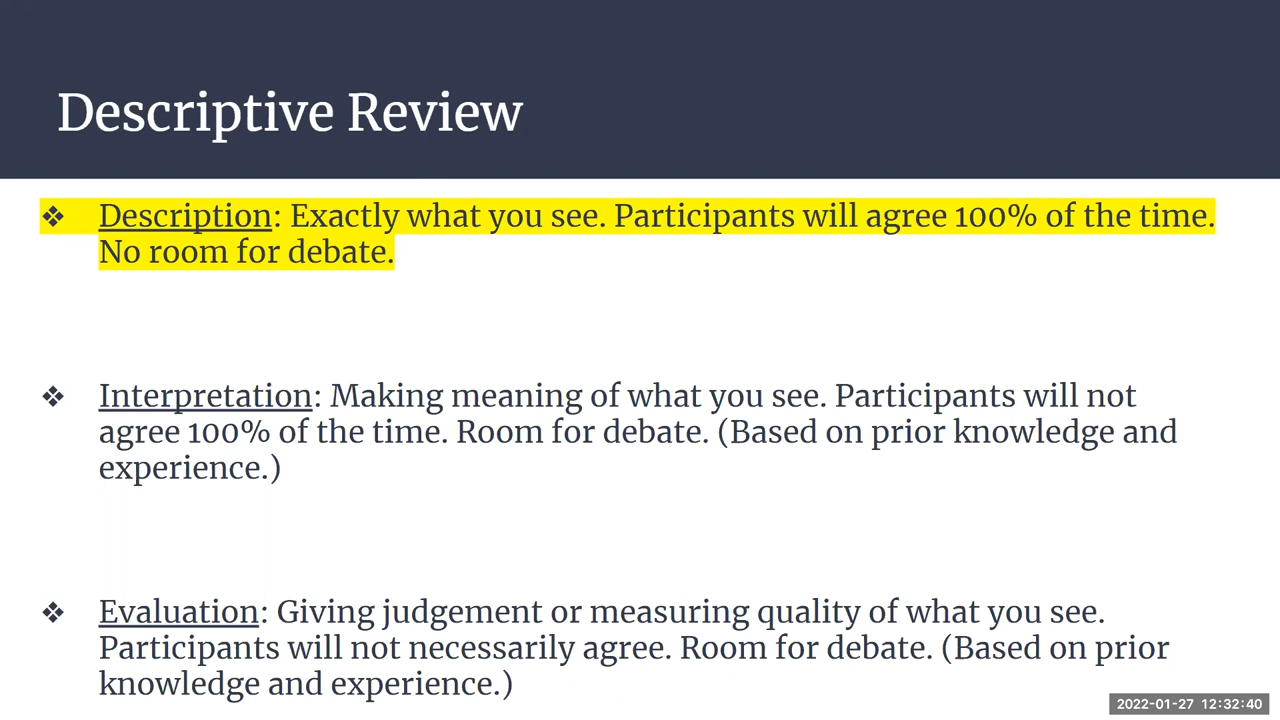 Descriptive Review
❖ Description: Exactly what you see. Participants will agree 100% of the time.
No room for debate.
❖ Interpretation: Making meaning of what you see. Participants will not
agree 100% of the time. Room for debate. (Based on prior knowledge and
experience.)
❖ Evaluation: Giving judgement or measuring quality of what you see.
Participants will not necessarily agree. Room for debate. (Based on prior
knowledge and experience.)
2022-01-27 12:32:40